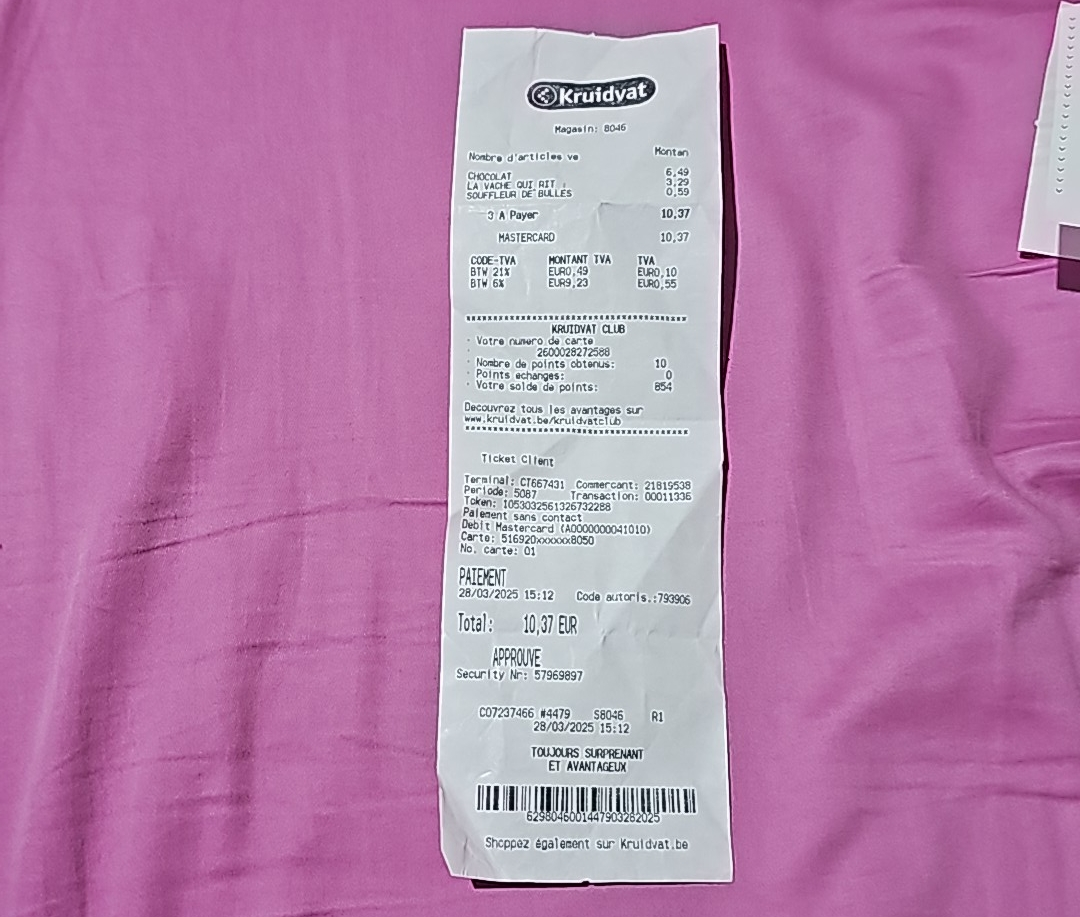 Kruidvat
Magasin: 8046
Nombre d'articles ve Montan
CHOCOLAT 6,49
LA VACHE QUI RIT 3,29
SOUFFLEUR DE BULLES 0,59
3 A Payer 10,37
MASTERCARD 10,37
CODE-TVA MONTANT TVA TVA
BTW 21% EUR0,49 EUR0,10
BTW 6% EUR9,23 EUR0,55
****************************************
KRUIDVAT CLUB
Votre numero de carte
2600028272588
Nombre de points obtenus: 10
Points echanges: 0
Votre solde de points: 854
Decouvrez tous les avantages sur
www.kruidvat.be/kruidvatclub
****************************************
Ticket Client
Terminal: CT667431 Commercant: 21819538
Periode: 5087 Transaction: 00011336
Token: 1053032561326732288
Paiement sans contact
Debit Mastercard (A0000000041010)
Carte: 516920xxxxxx8050
No. carte: 01
PAIEMENT
28/03/2025 15:12 Code autoris.:793906
Total: 10,37 EUR
APPROUVE
Security Nr: 57969897
C07237466 #4479 S8046 R1
28/03/2025 15:12
TOUJOURS SURPRENANT
ET AVANTAGEUX
6298046001447903282025
Shoppez également sur Kruidvat.be